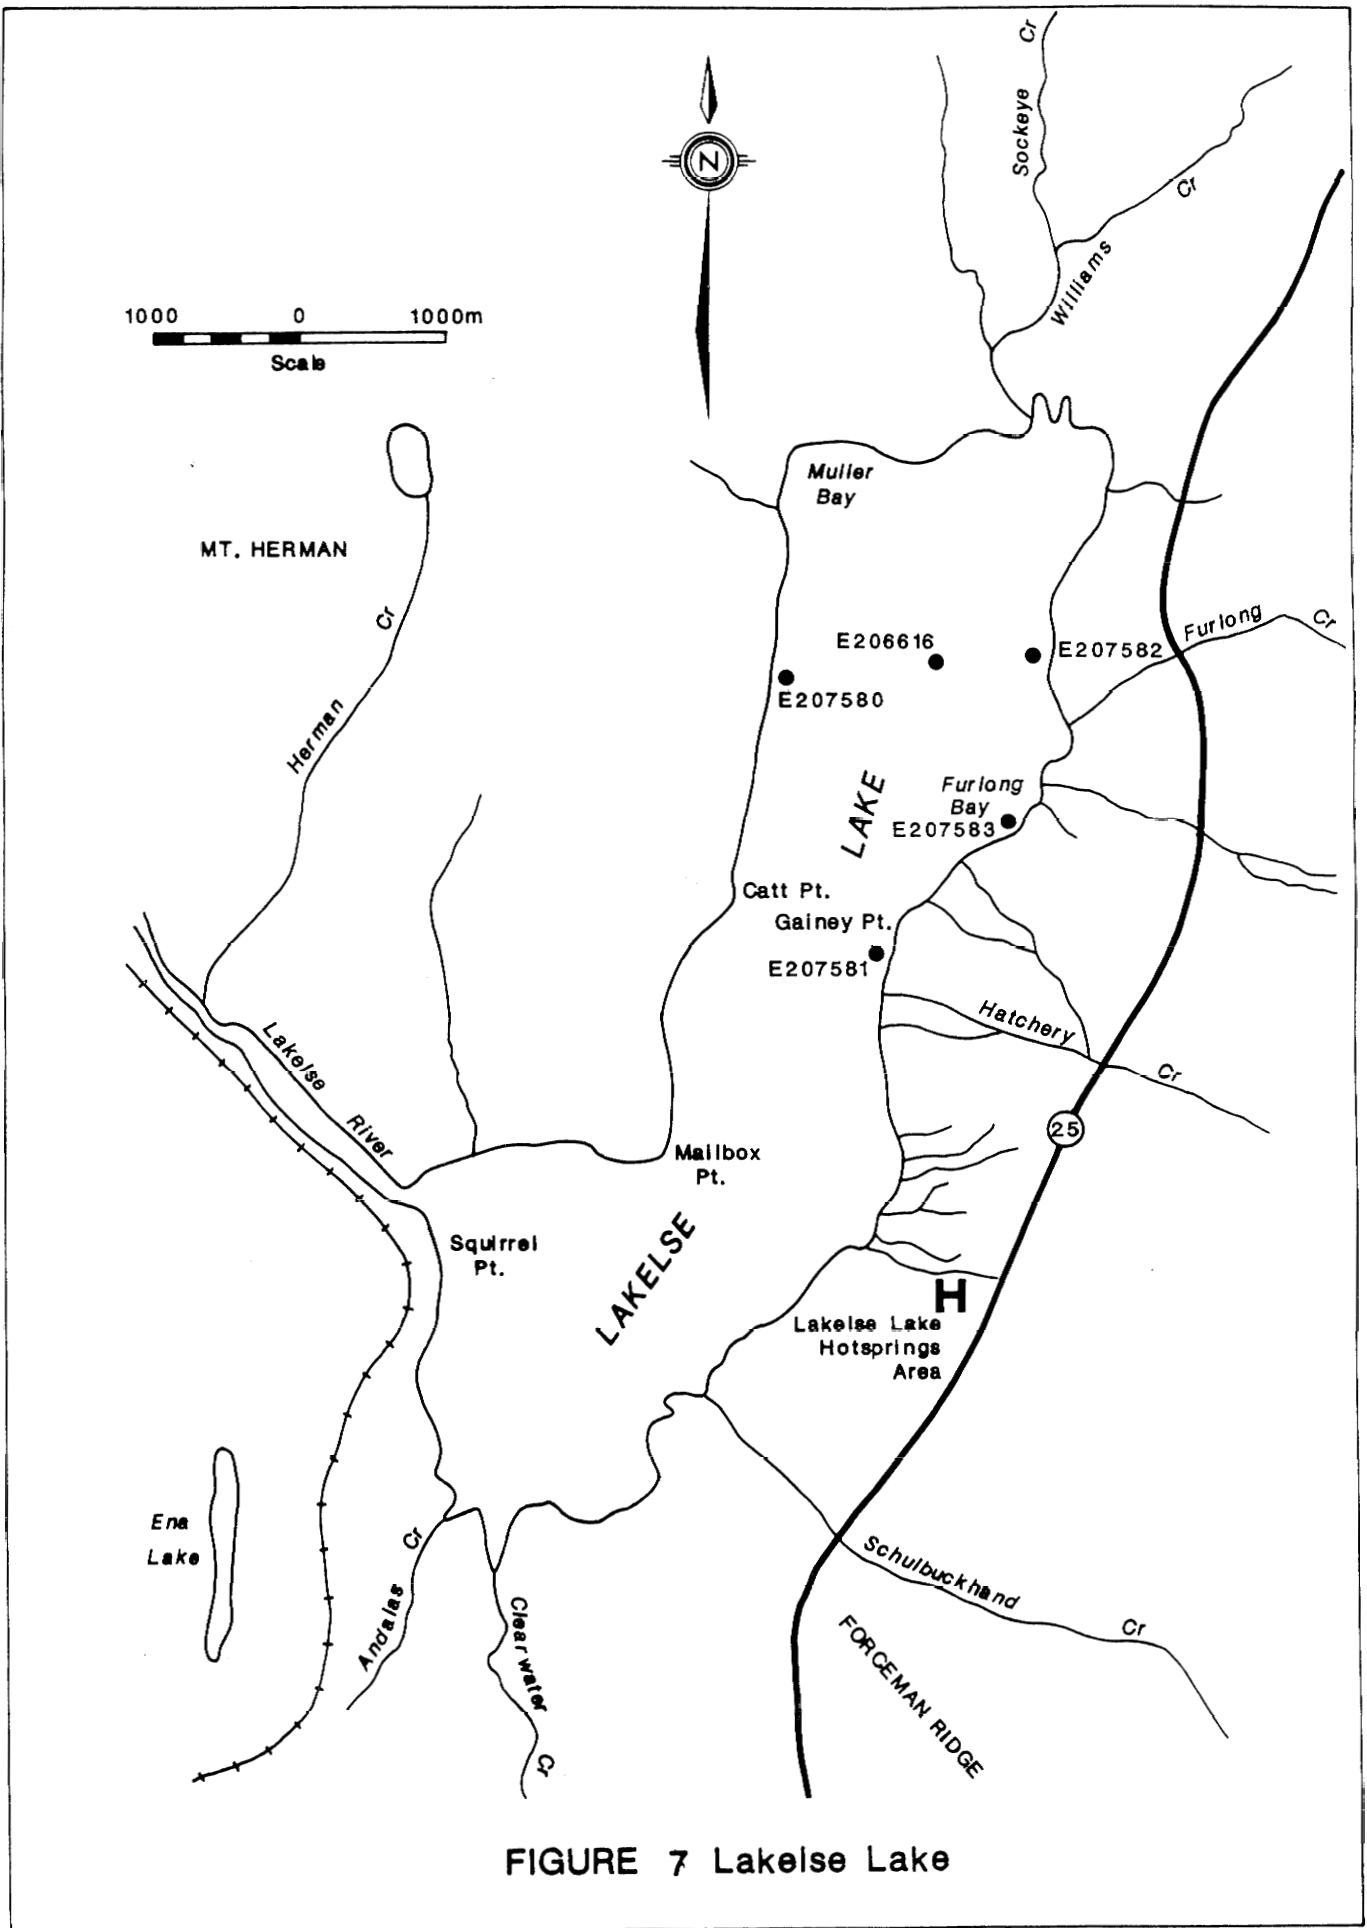 Sockeye Cr
N
Williams Cr
1000 0 1000m
Scale
Muller
Bay
MT. HERMAN
Herman Cr
Furlong Cr
E206616
E207582
E207580
Furlong
Bay
E207583
LAKELSE LAKE
Catt Pt.
Gainey Pt.
E207581
Hatchery Cr
Lakelse River
25
Mailbox
Pt.
Squirrel
Pt.
H
Lakelse Lake
Hotsprings
Area
Ena
Lake
Andalas Cr
Clearwater Cr
Schulbuckhand Cr
FORCEMAN RIDGE
FIGURE 7 Lakelse Lake